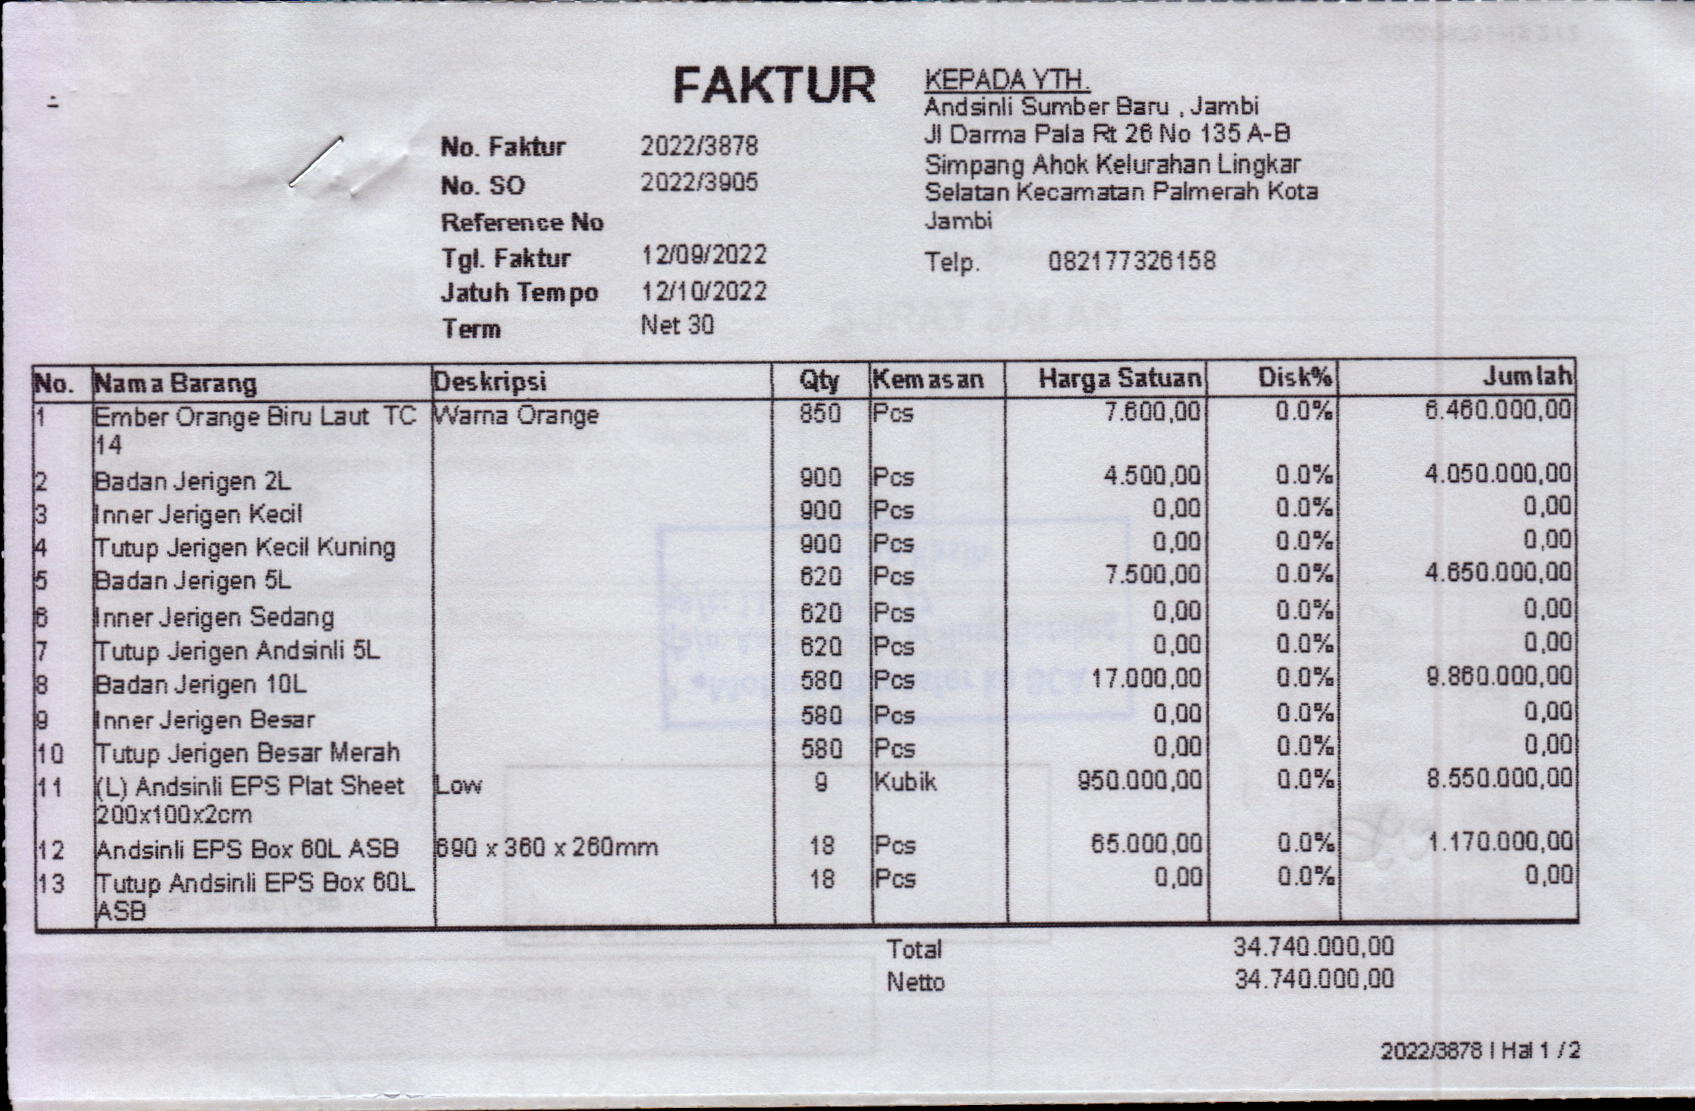 FAKTUR
No. Faktur 2022/3878
No. SO 2022/3905
Reference No
Tgl. Faktur 12/09/2022
Jatuh Tempo 12/10/2022
Term Net 30
KEPADA YTH.
Andsinli Sumber Baru , Jambi
Jl Darma Pala Rt 26 No 135 A-B
Simpang Ahok Kelurahan Lingkar
Selatan Kecamatan Palmerah Kota
Jambi
Telp. 082177326158
No. Nama Barang Deskripsi Qty Kemasan Harga Satuan Disk% Jumlah
1 Ember Orange Biru Laut TC Warna Orange 850 Pcs 7.600,00 0.0% 6.460.000,00
14
2 Badan Jerigen 2L 900 Pcs 4.500,00 0.0% 4.050.000,00
3 Inner Jerigen Kecil 900 Pcs 0,00 0.0% 0,00
4 Tutup Jerigen Kecil Kuning 900 Pcs 0,00 0.0% 0,00
5 Badan Jerigen 5L 620 Pcs 7.500,00 0.0% 4.650.000,00
6 Inner Jerigen Sedang 620 Pcs 0,00 0.0% 0,00
7 Tutup Jerigen Andsinli 5L 620 Pcs 0,00 0.0% 0,00
8 Badan Jerigen 10L 580 Pcs 17.000,00 0.0% 9.860.000,00
9 Inner Jerigen Besar 580 Pcs 0,00 0.0% 0,00
10 Tutup Jerigen Besar Merah 580 Pcs 0,00 0.0% 0,00
11 (L) Andsinli EPS Plat Sheet Low 9 Kubik 950.000,00 0.0% 8.550.000,00
200x100x2cm
12 Andsinli EPS Box 60L ASB 690 x 360 x 260mm 18 Pcs 65.000,00 0.0% 1.170.000,00
13 Tutup Andsinli EPS Box 60L 18 Pcs 0,00 0.0% 0,00
ASB
Total 34.740.000,00
Netto 34.740.000,00
2022/3878 | Hal 1 / 2